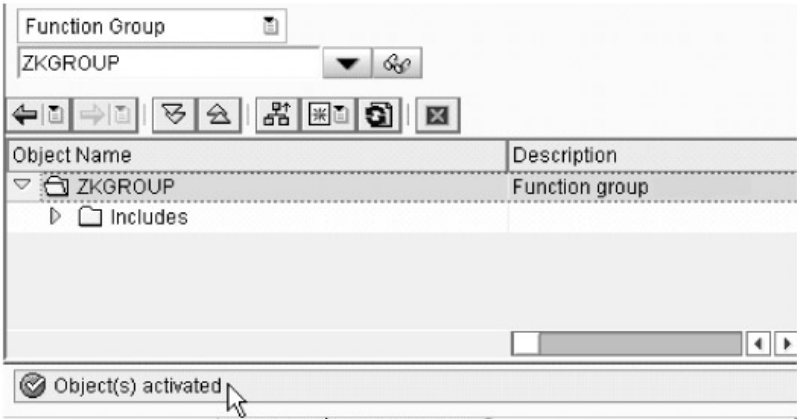 Function Group
ZKGROUP
Object Name Description
ZKGROUP Function group
Includes
Object(s) activated